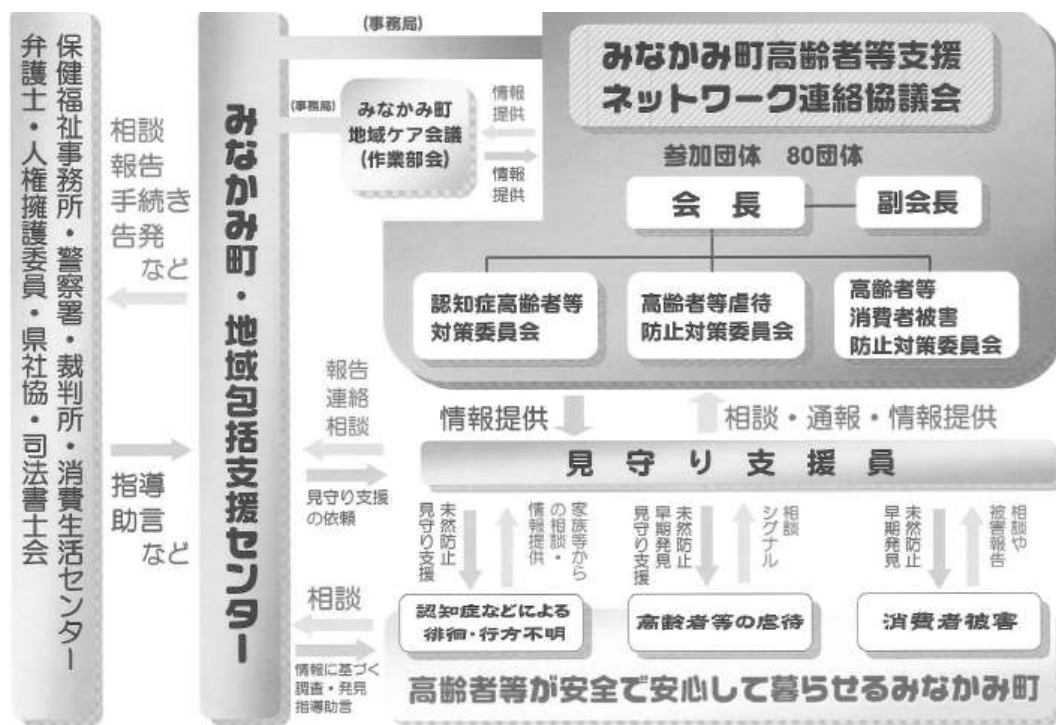 保健福祉事務所・警察署・裁判所・消費生活センター
弁護士・人権擁護委員・県社協・司法書士会
相談
報告
手続き
告発
など
指導
助言
など
みなかみ町・地域包括支援センター
(事務局)
(事務局)
みなかみ町
地域ケア会議
(作業部会)
情報
提供
情報
提供
みなかみ町高齢者等支援
ネットワーク連絡協議会
参加団体 80団体
会長
副会長
認知症高齢者等
対策委員会
高齢者等虐待
防止対策委員会
高齢者等
消費者被害
防止対策委員会
報告
連絡
相談
見守り支援
の依頼
情報提供
相談・通報・情報提供
見守り支援員
未然防止
見守り支援
家族等から
の相談・
情報提供
未然防止
早期発見
見守り支援
相談
シグナル
未然防止
早期発見
相談や
被害報告
相談
情報に基づく
調査・発見
指導助言
認知症などによる
徘徊・行方不明
高齢者等の虐待
消費者被害
高齢者等が安全で安心して暮らせるみなかみ町